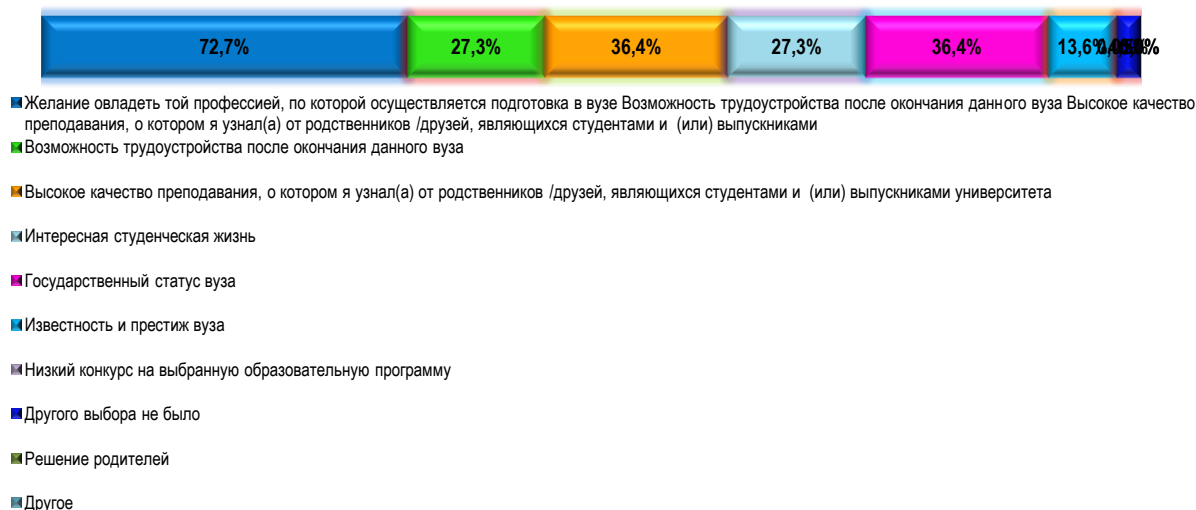 72,7% 27,3% 36,4% 27,3% 36,4% 13,6%
Желание овладеть той профессией, по которой осуществляется подготовка в вузе Возможность трудоустройства после окончания данного вуза Высокое качество
преподавания, о котором я узнал(а) от родственников /друзей, являющихся студентами и (или) выпускниками
Возможность трудоустройства после окончания данного вуза
Высокое качество преподавания, о котором я узнал(а) от родственников /друзей, являющихся студентами и (или) выпускниками университета
Интересная студенческая жизнь
Государственный статус вуза
Известность и престиж вуза
Низкий конкурс на выбранную образовательную программу
Другого выбора не было
Решение родителей
Другое